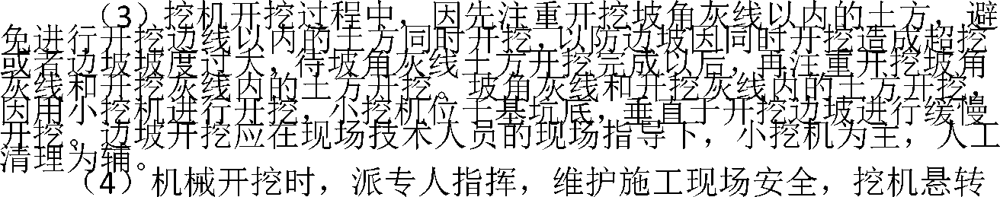 （3）挖机开挖过程中，因先注重开挖坡角灰线以内的土方，避
免进行开挖边线以内的土方同时开挖，以防边坡因同时开挖造成超挖
或者边坡坡度过大，待坡角灰线土方开挖完成以后，再注重开挖坡角
灰线和开挖灰线内的土方开挖。坡角灰线和开挖灰线内的土方开挖，
因用小挖机进行开挖，小挖机位于基坑底，垂直于开挖边坡进行缓慢
开挖。边坡开挖应在现场技术人员的现场指导下，小挖机为主，人工
清理为辅。
（4）机械开挖时，派专人指挥，维护施工现场安全，挖机悬转